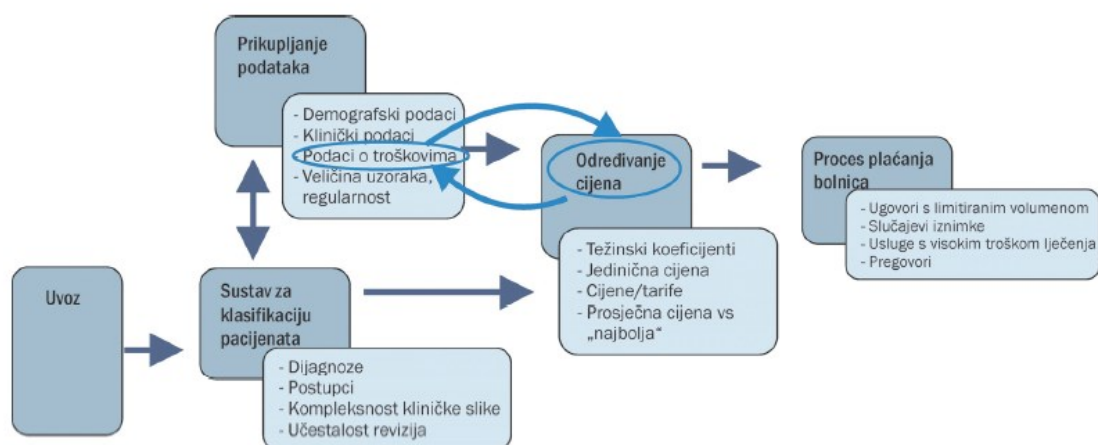 Prikupljanje
podataka
- Demografski podaci
- Klinički podaci
- Podaci o troškovima
- Veličina uzoraka,
regularnost
Određivanje
cijena
- Težinski koeficijenti
- Jedinična cijena
- Cijene/tarife
- Prosječna cijena vs
„najbolja“
Proces plaćanja
bolnica
- Ugovori s limitiranim volumenom
- Slučajevi iznimke
- Usluge s visokim troškom lječenja
- Pregovori
Uvoz
Sustav za
klasifikaciju
pacijenata
- Dijagnoze
- Postupci
- Kompleksnost kliničke slike
- Učestalost revizija